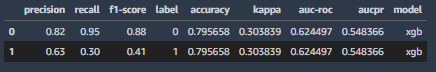 precision recall f1-score label accuracy kappa auc-roc aucpr model
0 0.82 0.95 0.88 0 0.795658 0.303839 0.624497 0.548366 xgb
1 0.63 0.30 0.41 1 0.795658 0.303839 0.624497 0.548366 xgb